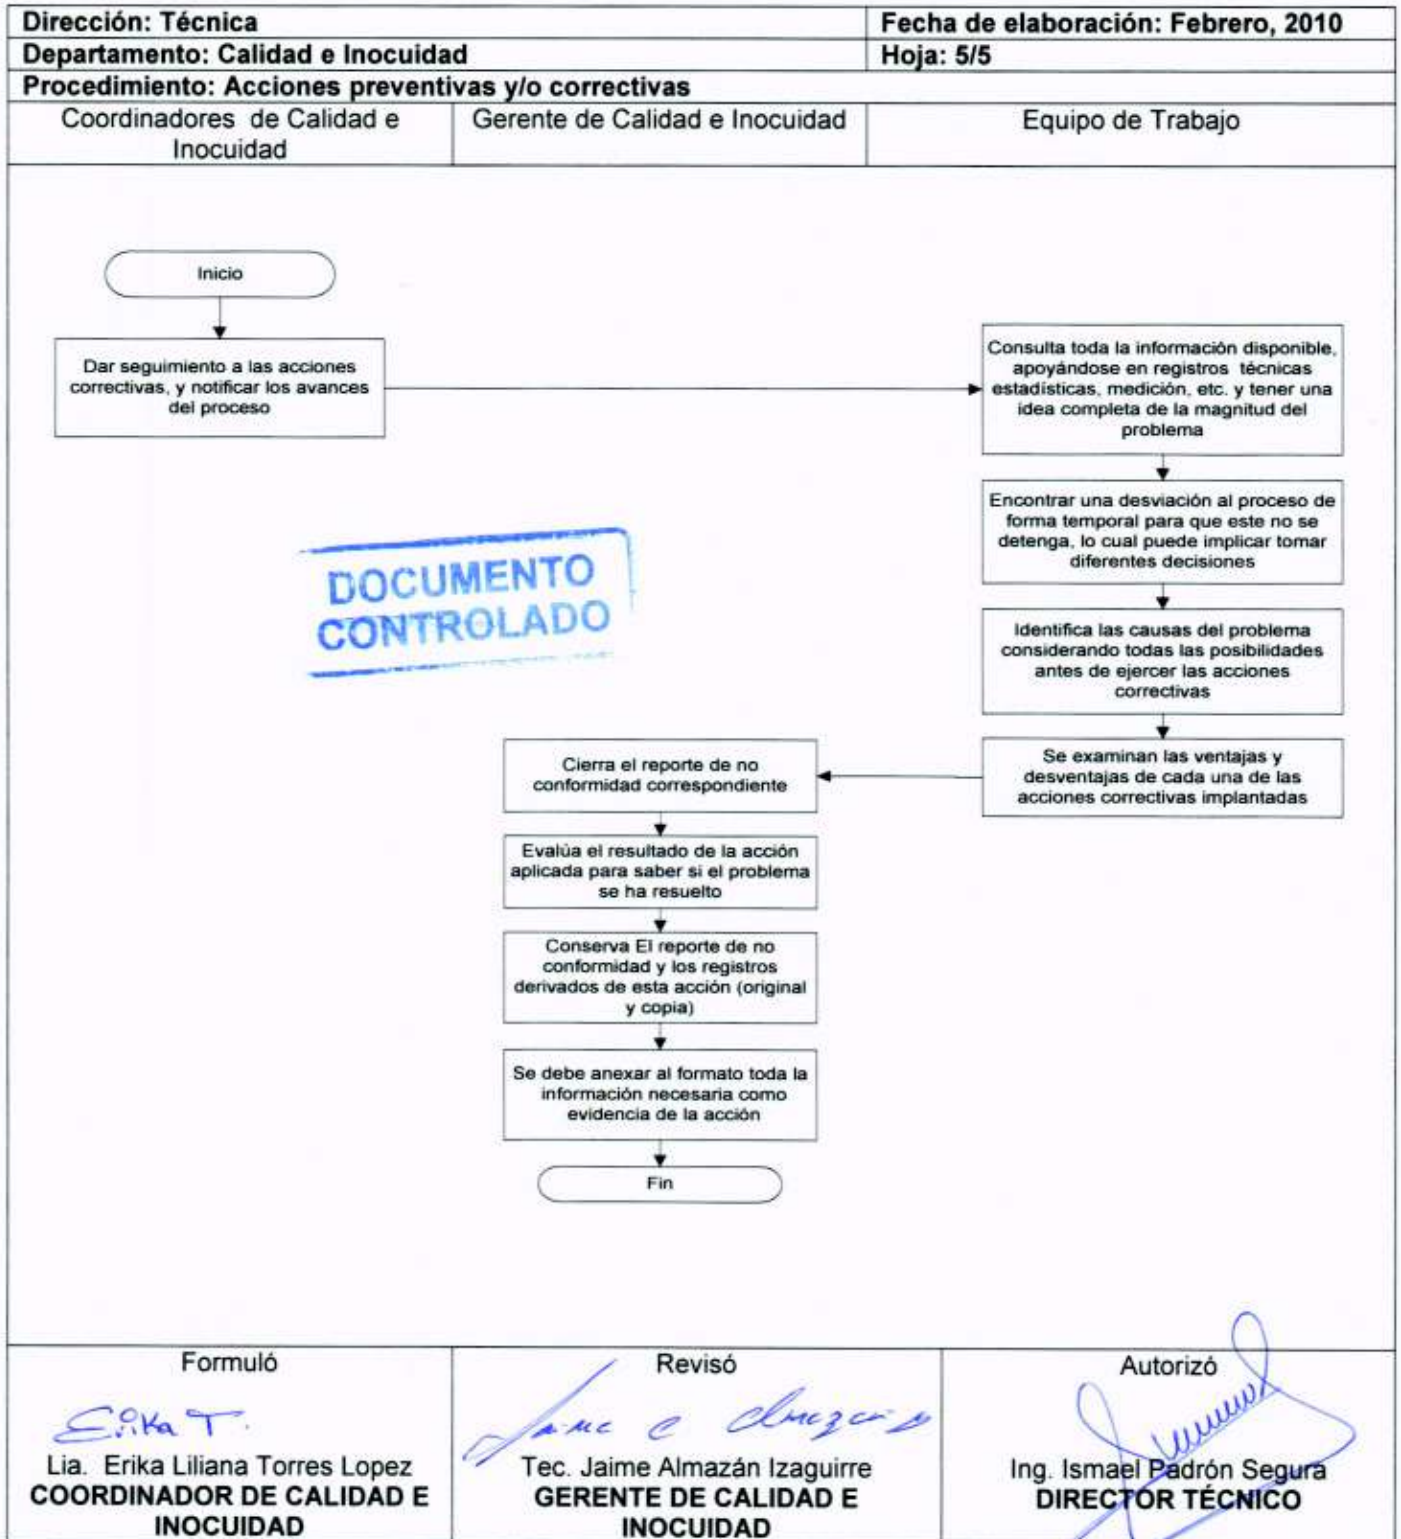 Dirección: Técnica
Fecha de elaboración: Febrero, 2010
Departamento: Calidad e Inocuidad
Hoja: 5/5
Procedimiento: Acciones preventivas y/o correctivas
Coordinadores de Calidad e
Inocuidad
Gerente de Calidad e Inocuidad
Equipo de Trabajo
Inicio
Dar seguimiento a las acciones
correctivas, y notificar los avances
del proceso
Consulta toda la información disponible,
apoyándose en registros técnicas
estadísticas, medición, etc. y tener una
idea completa de la magnitud del
problema
Encontrar una desviación al proceso de
forma temporal para que este no se
detenga, lo cual puede implicar tomar
diferentes decisiones
DOCUMENTO
CONTROLADO
Identifica las causas del problema
considerando todas las posibilidades
antes de ejercer las acciones
correctivas
Se examinan las ventajas y
desventajas de cada una de las
acciones correctivas implantadas
Cierra el reporte de no
conformidad correspondiente
Evalúa el resultado de la acción
aplicada para saber si el problema
se ha resuelto
Conserva El reporte de no
conformidad y los registros
derivados de esta acción (original
y copia)
Se debe anexar al formato toda la
información necesaria como
evidencia de la acción
Fin
Formuló
Erika T.
Lia. Erika Liliana Torres Lopez
COORDINADOR DE CALIDAD E
INOCUIDAD
Revisó
Tec. Jaime Almazán Izaguirre
GERENTE DE CALIDAD E
INOCUIDAD
Autorizó
Ing. Ismael Padrón Segura
DIRECTOR TÉCNICO